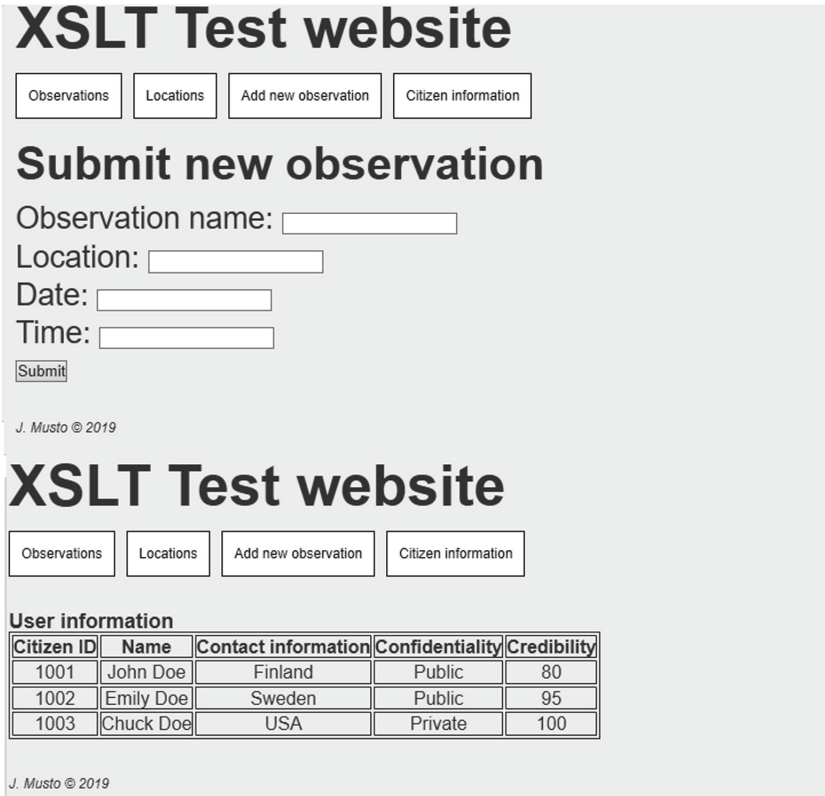 XSLT Test website
Observations Locations Add new observation Citizen information
Submit new observation
Observation name:
Location:
Date:
Time:
Submit
J. Musto © 2019
XSLT Test website
Observations Locations Add new observation Citizen information
User information
Citizen ID Name Contact information Confidentiality Credibility
1001 John Doe Finland Public 80
1002 Emily Doe Sweden Public 95
1003 Chuck Doe USA Private 100
J. Musto © 2019